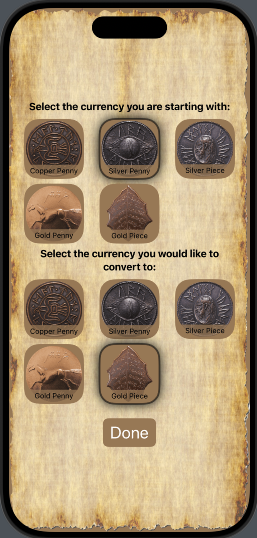 Select the currency you are starting with:
Copper Penny Silver Penny Silver Piece
Gold Penny Gold Piece
Select the currency you would like to
convert to:
Copper Penny Silver Penny Silver Piece
Gold Penny Gold Piece
Done